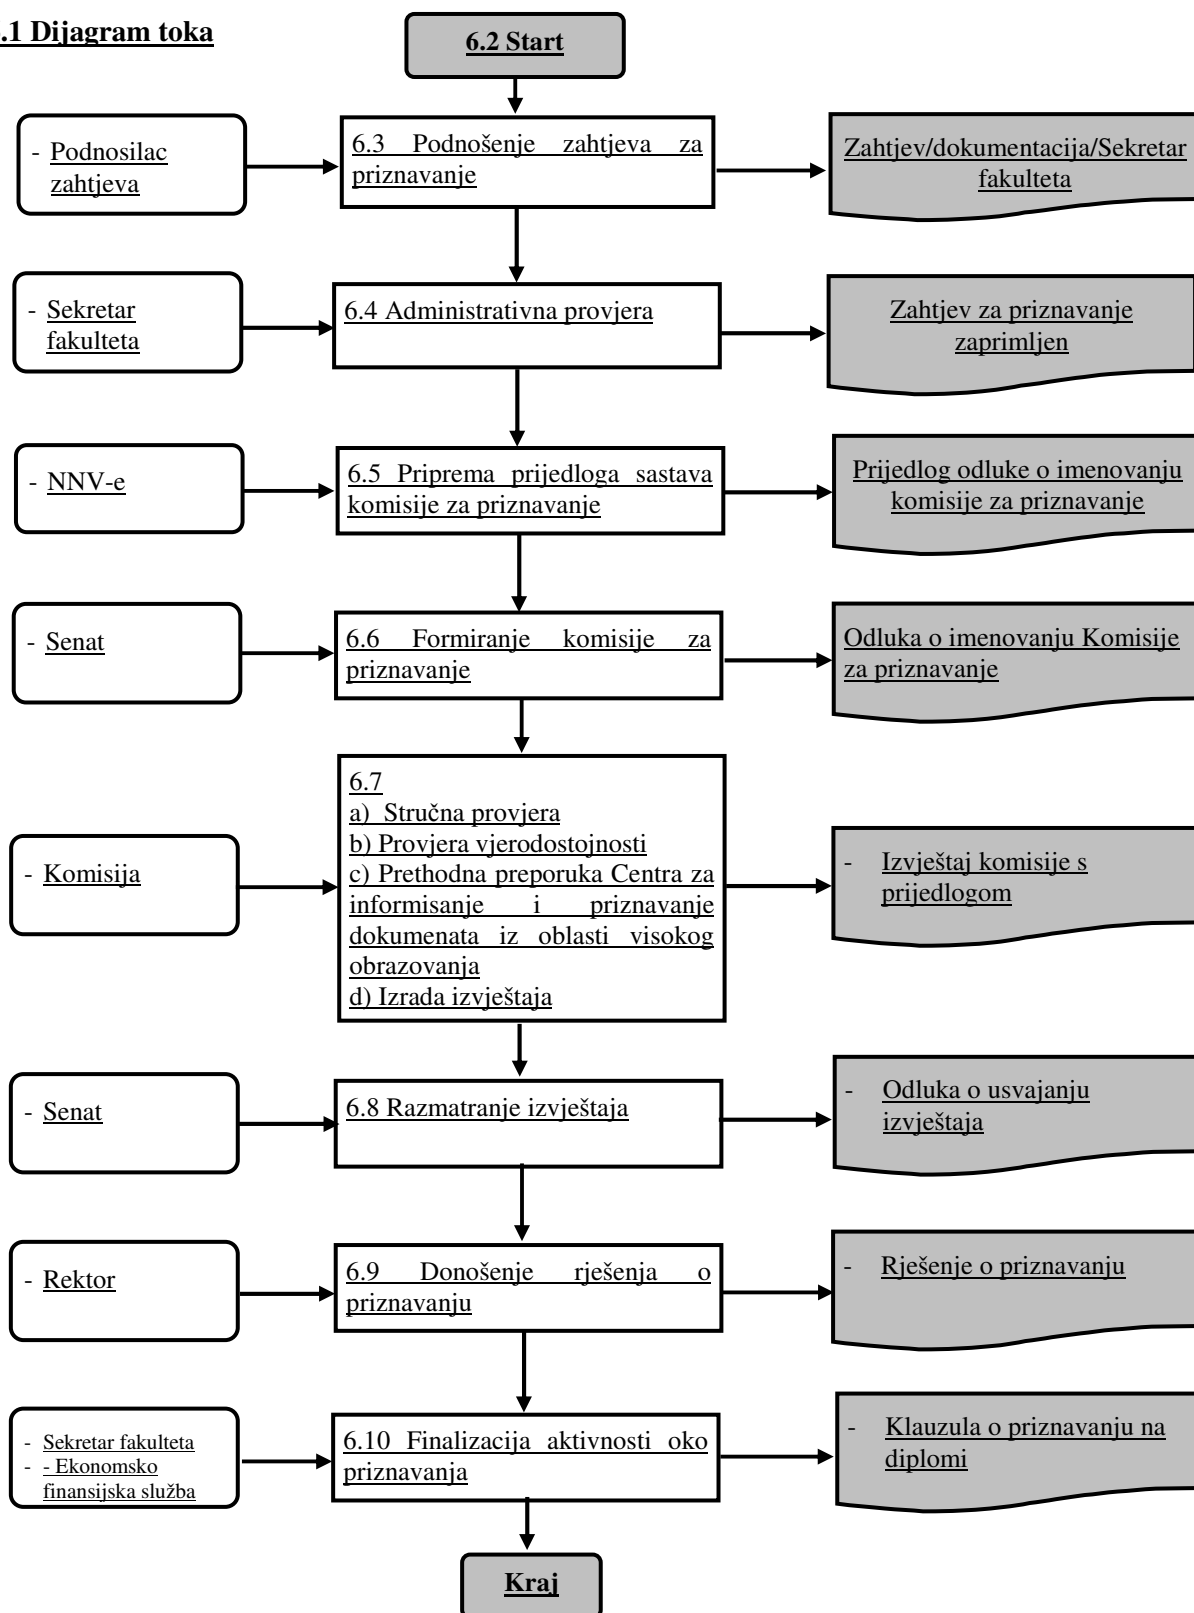 .1 Dijagram toka
6.2 Start
- Podnosilac
zahtjeva
6.3 Podnošenje zahtjeva za
priznavanje
Zahtjev/dokumentacija/Sekretar
fakulteta
- Sekretar
fakulteta
6.4 Administrativna provjera
Zahtjev za priznavanje
zaprimljen
- NNV-e
6.5 Priprema prijedloga sastava
komisije za priznavanje
Prijedlog odluke o imenovanju
komisije za priznavanje
- Senat
6.6 Formiranje komisije za
priznavanje
Odluka o imenovanju Komisije
za priznavanje
- Komisija
6.7
a) Stručna provjera
b) Provjera vjerodostojnosti
c) Prethodna preporuka Centra za
informisanje i priznavanje
dokumenata iz oblasti visokog
obrazovanja
d) Izrada izvještaja
- Izvještaj komisije s
prijedlogom
- Senat
6.8 Razmatranje izvještaja
- Odluka o usvajanju
izvještaja
- Rektor
6.9 Donošenje rješenja o
priznavanju
- Rješenje o priznavanju
- Sekretar fakulteta
- - Ekonomsko
finansijska služba
6.10 Finalizacija aktivnosti oko
priznavanja
- Klauzula o priznavanju na
diplomi
Kraj